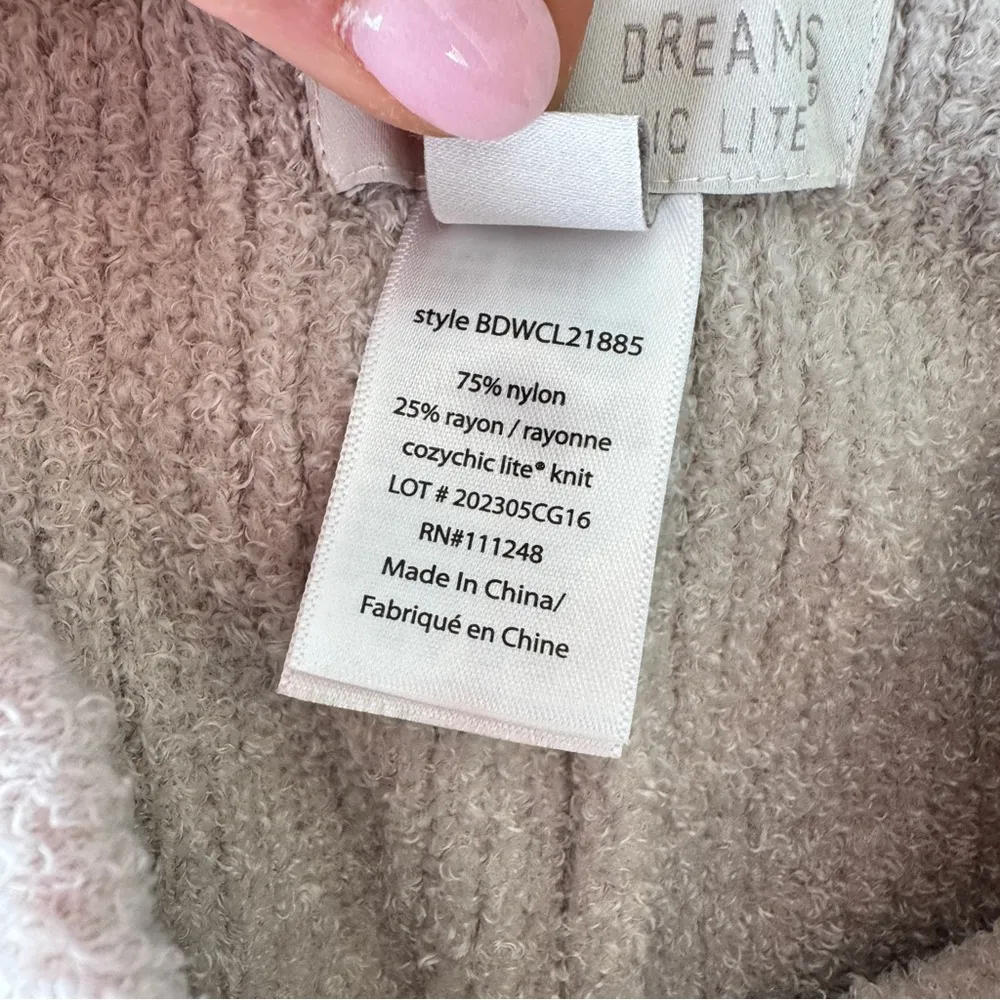 DREAMS
IC LITE®
style BDWCL21885
75% nylon
25% rayon / rayonne
cozychic lite® knit
LOT # 202305CG16
RN#111248
Made In China/
Fabriqué en Chine